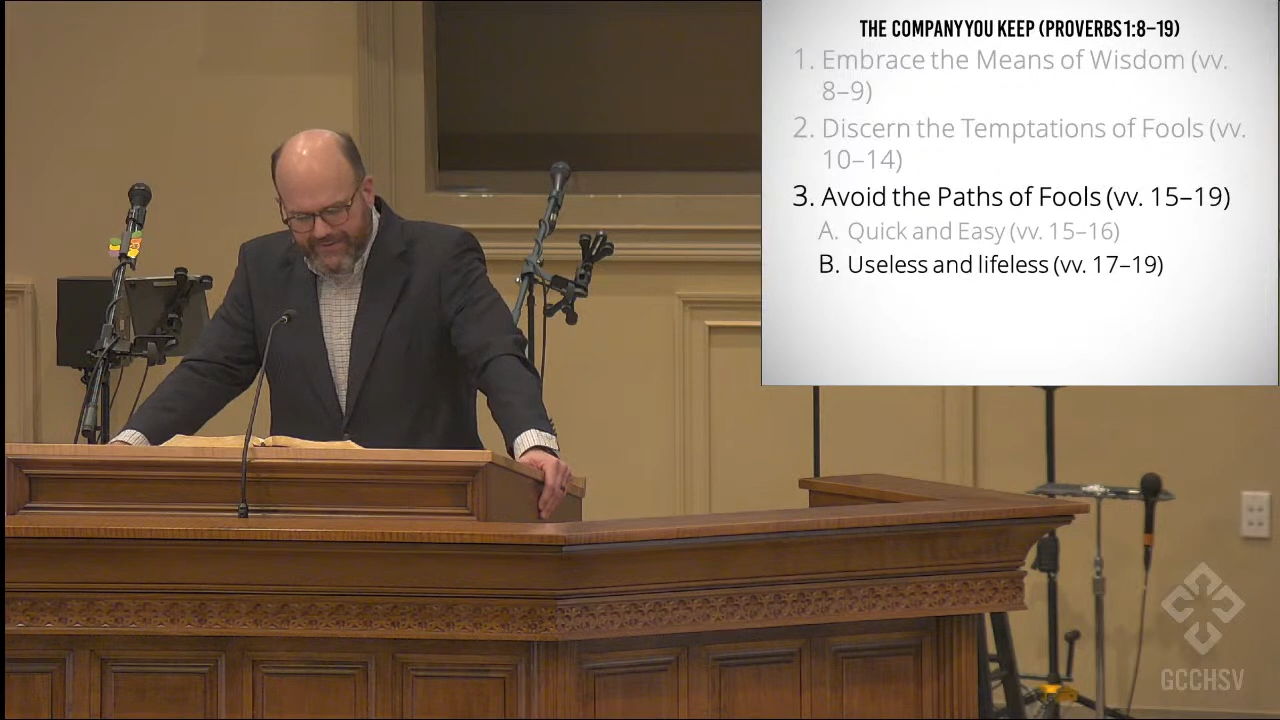 THE COMPANY YOU KEEP (PROVERBS 1:8–19)
1. Embrace the Means of Wisdom (vv.
8–9)
2. Discern the Temptations of Fools (vv.
10–14)
3. Avoid the Paths of Fools (vv. 15–19)
A. Quick and Easy (vv. 15–16)
B. Useless and lifeless (vv. 17–19)
GCCHSV